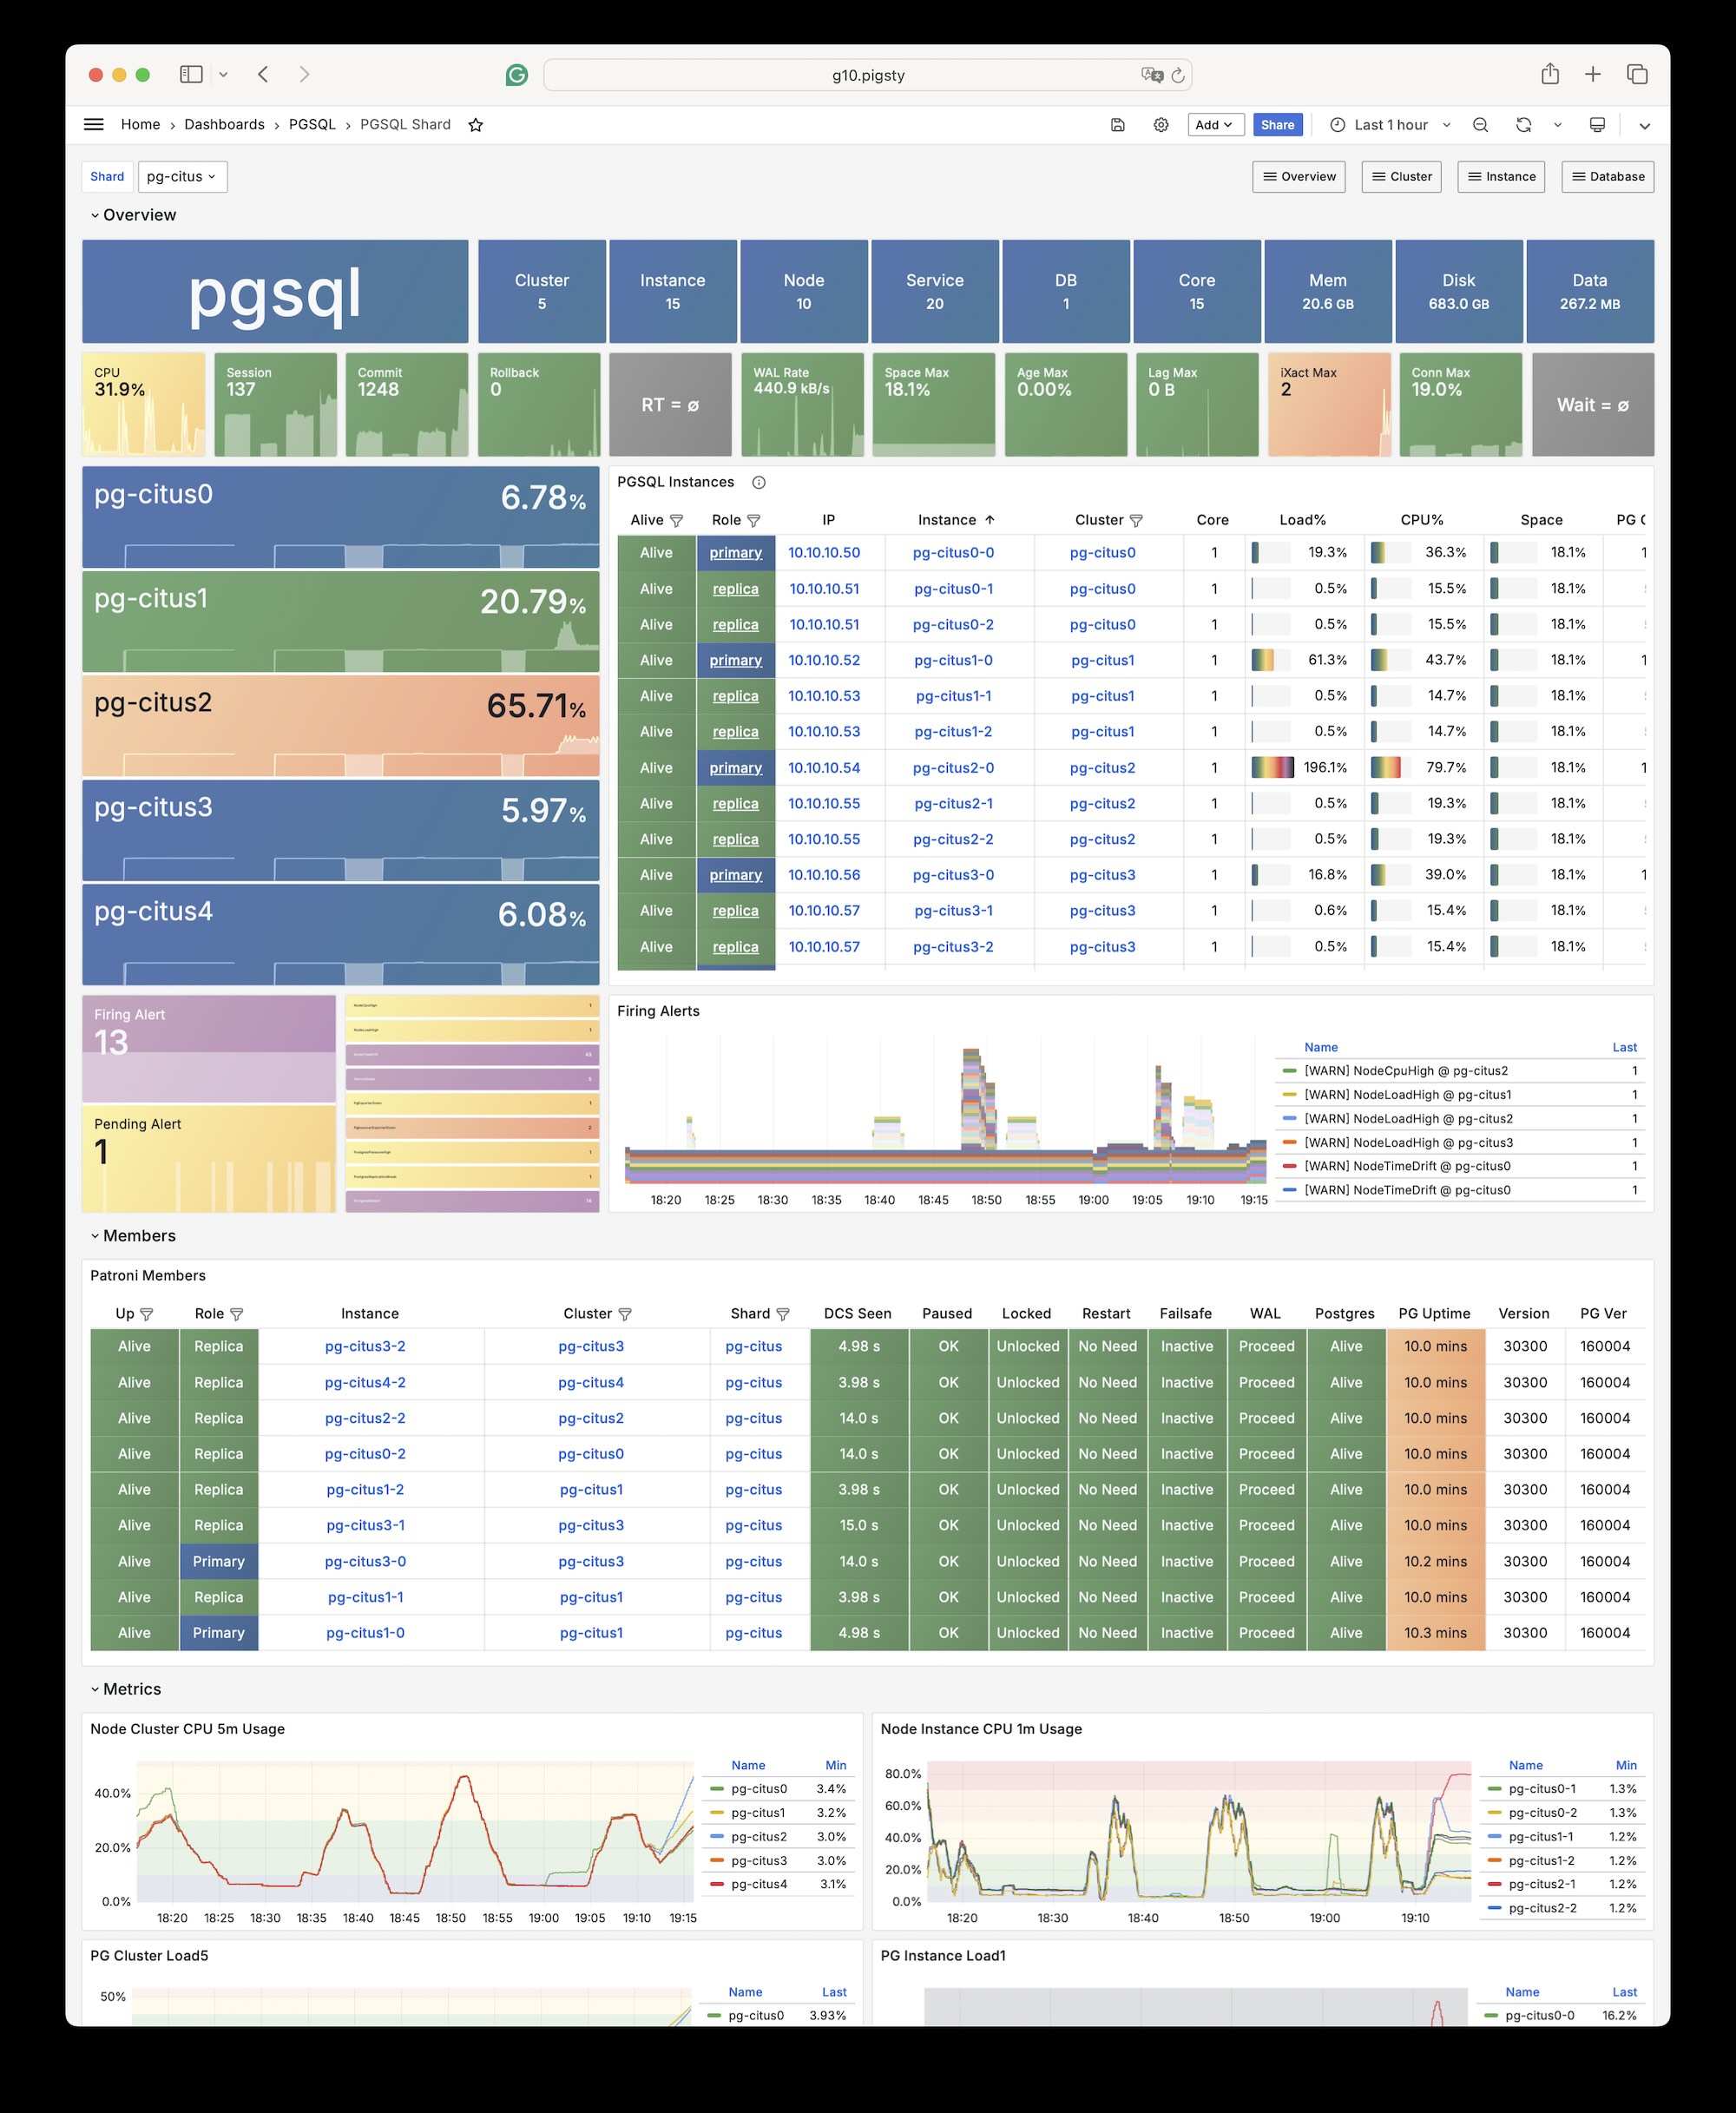 g10.pigsty
Home › Dashboards › PGSQL › PGSQL Shard
Add
Share
Last 1 hour
Shard pg-citus
Overview Cluster Instance Database
Overview
pgsql
Cluster Instance Node Service DB Core Mem Disk Data
5 15 10 20 1 15 20.6 GB 683.0 GB 267.2 MB
CPU Session Commit Rollback WAL Rate Space Max Age Max Lag Max iXact Max Conn Max
31.9% 137 1248 0 RT = ø 440.9 kB/s 18.1% 0.00% 0 B 2 19.0% Wait = ø
pg-citus0 6.78%
pg-citus1 20.79%
pg-citus2 65.71%
pg-citus3 5.97%
pg-citus4 6.08%
PGSQL Instances
Alive Role IP Instance Cluster Core Load% CPU% Space
Alive primary 10.10.10.50 pg-citus0-0 pg-citus0 1 19.3% 36.3% 18.1%
Alive replica 10.10.10.51 pg-citus0-1 pg-citus0 1 0.5% 15.5% 18.1%
Alive replica 10.10.10.51 pg-citus0-2 pg-citus0 1 0.5% 15.5% 18.1%
Alive primary 10.10.10.52 pg-citus1-0 pg-citus1 1 61.3% 43.7% 18.1%
Alive replica 10.10.10.53 pg-citus1-1 pg-citus1 1 0.5% 14.7% 18.1%
Alive replica 10.10.10.53 pg-citus1-2 pg-citus1 1 0.5% 14.7% 18.1%
Alive primary 10.10.10.54 pg-citus2-0 pg-citus2 1 196.1% 79.7% 18.1%
Alive replica 10.10.10.55 pg-citus2-1 pg-citus2 1 0.5% 19.3% 18.1%
Alive replica 10.10.10.55 pg-citus2-2 pg-citus2 1 0.5% 19.3% 18.1%
Alive primary 10.10.10.56 pg-citus3-0 pg-citus3 1 16.8% 39.0% 18.1%
Alive replica 10.10.10.57 pg-citus3-1 pg-citus3 1 0.6% 15.4% 18.1%
Alive replica 10.10.10.57 pg-citus3-2 pg-citus3 1 0.5% 15.4% 18.1%
Firing Alert
13
Pending Alert
1
Firing Alerts
Name Last
[WARN] NodeCpuHigh @ pg-citus2 1
[WARN] NodeLoadHigh @ pg-citus1 1
[WARN] NodeLoadHigh @ pg-citus2 1
[WARN] NodeLoadHigh @ pg-citus3 1
[WARN] NodeTimeDrift @ pg-citus0 1
[WARN] NodeTimeDrift @ pg-citus0 1
18:20 18:25 18:30 18:35 18:40 18:45 18:50 18:55 19:00 19:05 19:10 19:15
Members
Patroni Members
Up Role Instance Cluster Shard DCS Seen Paused Locked Restart Failsafe WAL Postgres PG Uptime Version PG Ver
Alive Replica pg-citus3-2 pg-citus3 pg-citus 4.98 s OK Unlocked No Need Inactive Proceed Alive 10.0 mins 30300 160004
Alive Replica pg-citus4-2 pg-citus4 pg-citus 3.98 s OK Unlocked No Need Inactive Proceed Alive 10.0 mins 30300 160004
Alive Replica pg-citus2-2 pg-citus2 pg-citus 14.0 s OK Unlocked No Need Inactive Proceed Alive 10.0 mins 30300 160004
Alive Replica pg-citus0-2 pg-citus0 pg-citus 14.0 s OK Unlocked No Need Inactive Proceed Alive 10.0 mins 30300 160004
Alive Replica pg-citus1-2 pg-citus1 pg-citus 3.98 s OK Unlocked No Need Inactive Proceed Alive 10.0 mins 30300 160004
Alive Replica pg-citus3-1 pg-citus3 pg-citus 15.0 s OK Unlocked No Need Inactive Proceed Alive 10.0 mins 30300 160004
Alive Primary pg-citus3-0 pg-citus3 pg-citus 14.0 s OK Unlocked No Need Inactive Proceed Alive 10.2 mins 30300 160004
Alive Replica pg-citus1-1 pg-citus1 pg-citus 3.98 s OK Unlocked No Need Inactive Proceed Alive 10.0 mins 30300 160004
Alive Primary pg-citus1-0 pg-citus1 pg-citus 4.98 s OK Unlocked No Need Inactive Proceed Alive 10.3 mins 30300 160004
Metrics
Node Cluster CPU 5m Usage
40.0%
20.0%
0.0%
18:20 18:25 18:30 18:35 18:40 18:45 18:50 18:55 19:00 19:05 19:10 19:15
Name Min
pg-citus0 3.4%
pg-citus1 3.2%
pg-citus2 3.0%
pg-citus3 3.0%
pg-citus4 3.1%
Node Instance CPU 1m Usage
80.0%
60.0%
40.0%
20.0%
0.0%
18:20 18:30 18:40 18:50 19:00 19:10
Name Min
pg-citus0-1 1.3%
pg-citus0-2 1.3%
pg-citus1-1 1.2%
pg-citus1-2 1.2%
pg-citus2-1 1.2%
pg-citus2-2 1.2%
PG Cluster Load5
50%
Name Last
pg-citus0 3.93%
PG Instance Load1
Name Last
pg-citus0-0 16.2%